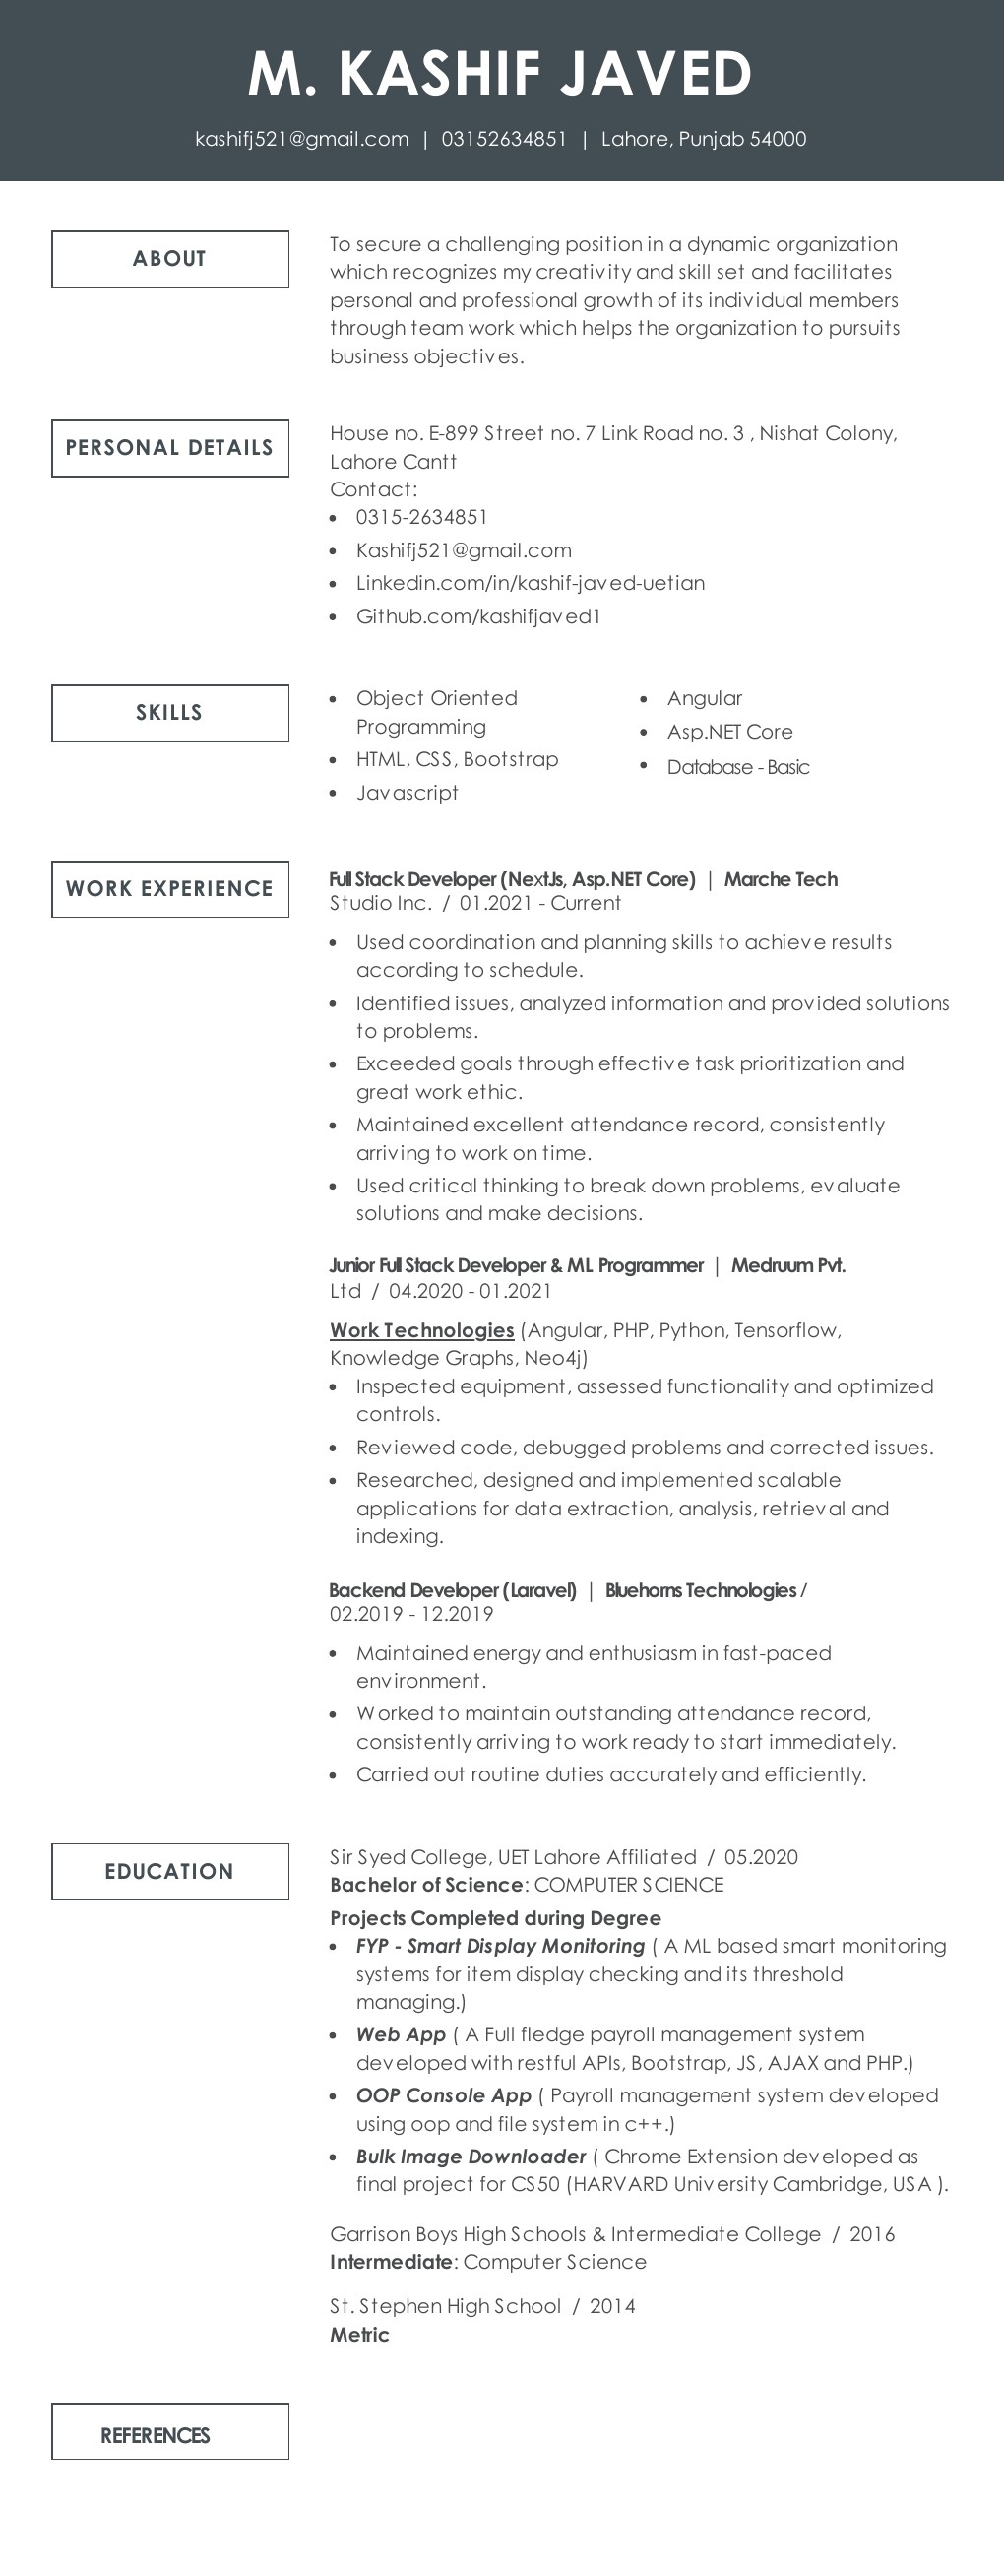 M. KASHIF JAVED
kashifj521@gmail.com | 03152634851 | Lahore, Punjab 54000
ABOUT
To secure a challenging position in a dynamic organization
which recognizes my creativity and skill set and facilitates
personal and professional growth of its individual members
through team work which helps the organization to pursuits
business objectives.
PERSONAL DETAILS
House no. E-899 Street no. 7 Link Road no. 3 , Nishat Colony,
Lahore Cantt
Contact:
• 0315-2634851
• Kashifj521@gmail.com
• Linkedin.com/in/kashif-javed-uetian
• Github.com/kashifjaved1
SKILLS
• Object Oriented
Programming
• HTML, CSS, Bootstrap
• Javascript
• Angular
• Asp.NET Core
• Database - Basic
WORK EXPERIENCE
Full Stack Developer (NextJs, Asp.NET Core) | Marche Tech
Studio Inc. / 01.2021 - Current
• Used coordination and planning skills to achieve results
according to schedule.
• Identified issues, analyzed information and provided solutions
to problems.
• Exceeded goals through effective task prioritization and
great work ethic.
• Maintained excellent attendance record, consistently
arriving to work on time.
• Used critical thinking to break down problems, evaluate
solutions and make decisions.
Junior Full Stack Developer & ML Programmer | Medruum Pvt.
Ltd / 04.2020 - 01.2021
Work Technologies (Angular, PHP, Python, Tensorflow,
Knowledge Graphs, Neo4j)
• Inspected equipment, assessed functionality and optimized
controls.
• Reviewed code, debugged problems and corrected issues.
• Researched, designed and implemented scalable
applications for data extraction, analysis, retrieval and
indexing.
Backend Developer (Laravel) | Bluehorns Technologies /
02.2019 - 12.2019
• Maintained energy and enthusiasm in fast-paced
environment.
• Worked to maintain outstanding attendance record,
consistently arriving to work ready to start immediately.
• Carried out routine duties accurately and efficiently.
EDUCATION
Sir Syed College, UET Lahore Affiliated / 05.2020
Bachelor of Science: COMPUTER SCIENCE
Projects Completed during Degree
• FYP - Smart Display Monitoring ( A ML based smart monitoring
systems for item display checking and its threshold
managing.)
• Web App ( A Full fledge payroll management system
developed with restful APIs, Bootstrap, JS, AJAX and PHP.)
• OOP Console App ( Payroll management system developed
using oop and file system in c++.)
• Bulk Image Downloader ( Chrome Extension developed as
final project for CS50 (HARVARD University Cambridge, USA ).
Garrison Boys High Schools & Intermediate College / 2016
Intermediate: Computer Science
St. Stephen High School / 2014
Metric
REFERENCES